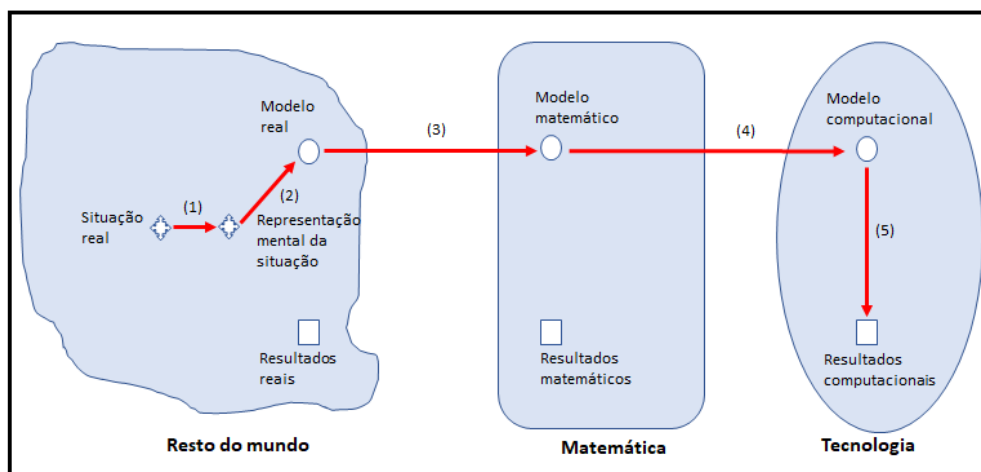 Modelo
real
(3)
Modelo
matemático
(4)
Modelo
computacional
(2)
(1)
Situação
real
Representação
mental da
situação
(5)
Resultados
reais
Resultados
matemáticos
Resultados
computacionais
Resto do mundo
Matemática
Tecnologia